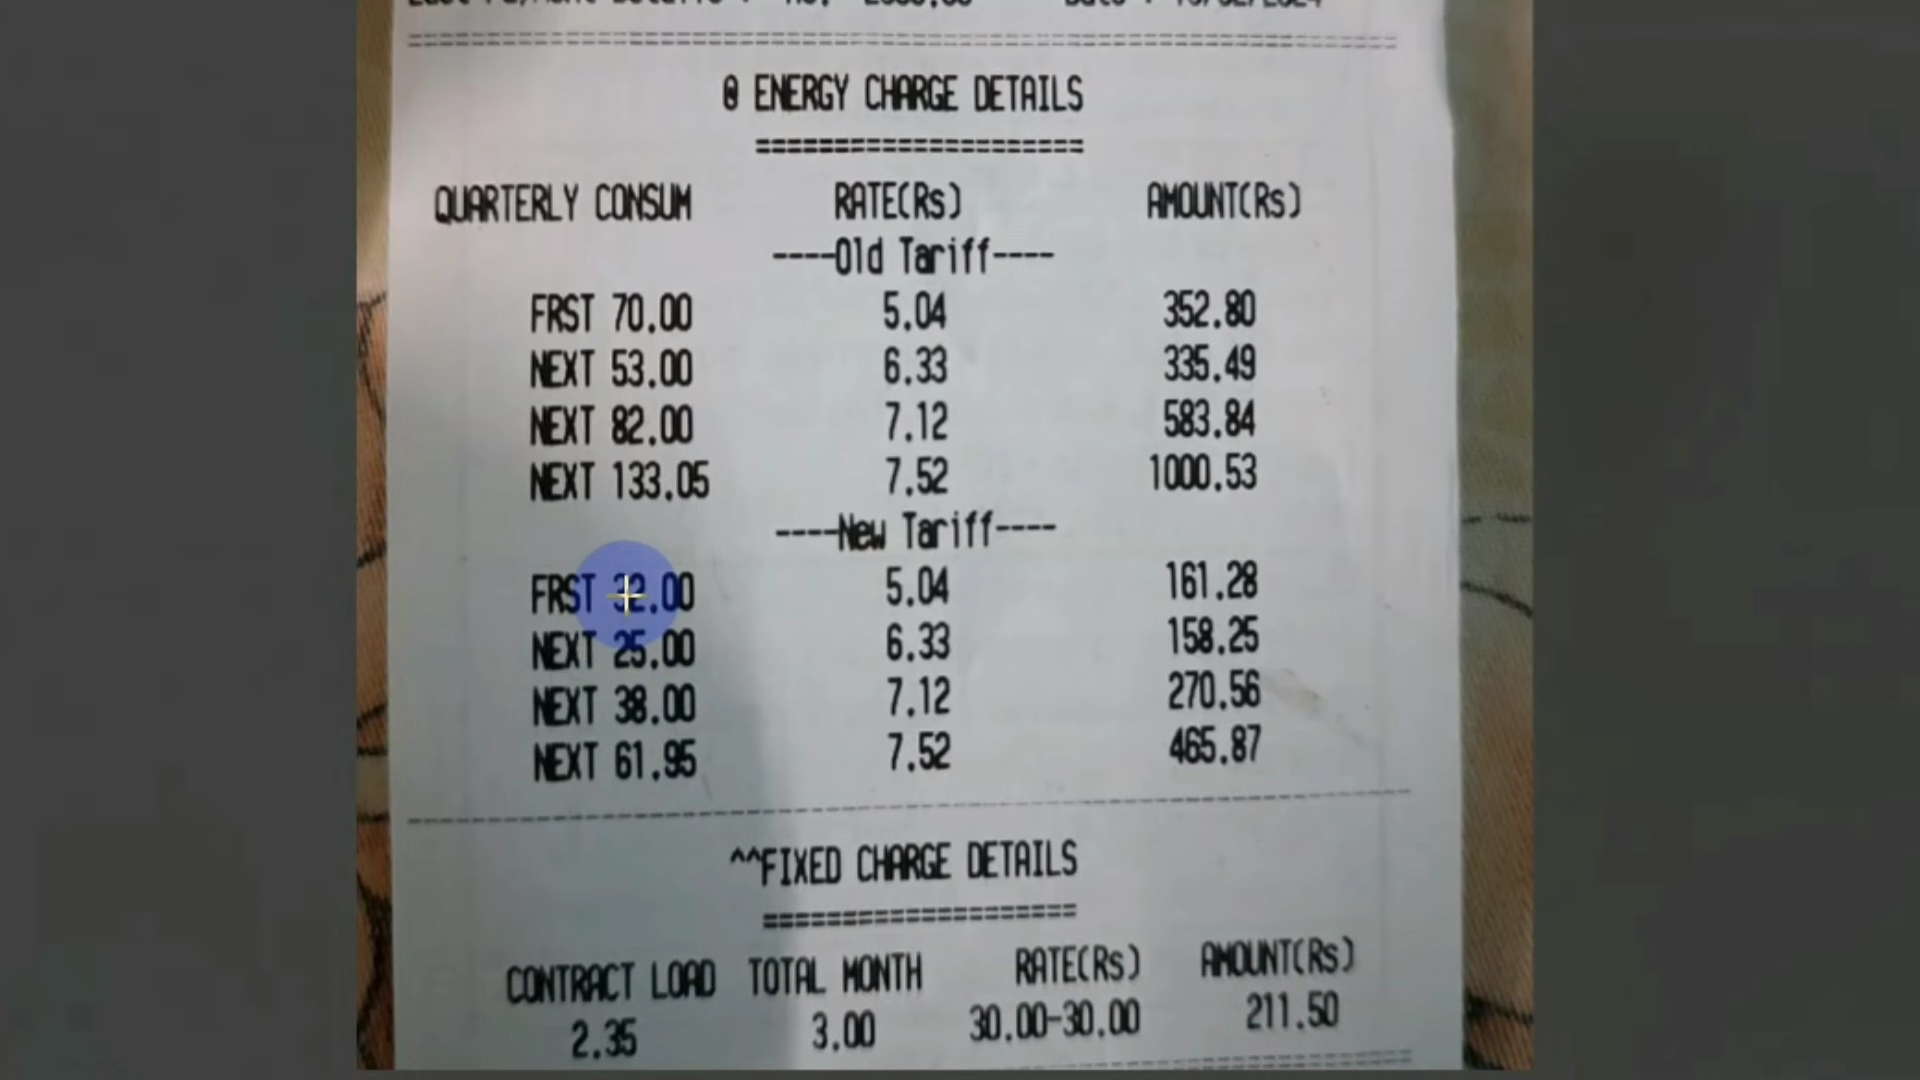 @ ENERGY CHARGE DETAILS
=====================
QUARTERLY CONSUM RATE(Rs) AMOUNT(Rs)
----Old Tariff----
FRST 70.00 5.04 352.80
NEXT 53.00 6.33 335.49
NEXT 82.00 7.12 583.84
NEXT 133.05 7.52 1000.53
----New Tariff----
FRST 32.00 5.04 161.28
NEXT 25.00 6.33 158.25
NEXT 38.00 7.12 270.56
NEXT 61.95 7.52 465.87
^^FIXED CHARGE DETAILS
====================
CONTRACT LOAD TOTAL MONTH RATE(Rs) AMOUNT(Rs)
2.35 3.00 30.00-30.00 211.50